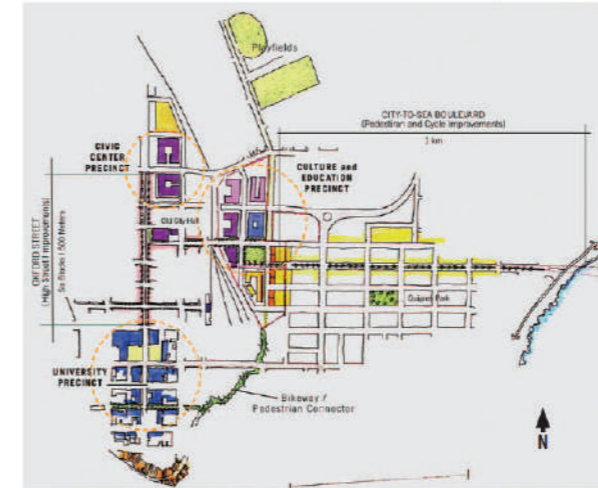 Playfields
CITY-TO-SEA BOULEVARD
(Pedestrian and Cycle Improvements)
1 km
CIVIC
CENTER
PRECINCT
CULTURE and
EDUCATION
PRECINCT
Old City Hall
OXFORD STREET
(High Street Improvements)
Six Blocks / 500 Meters
Park
UNIVERSITY
PRECINCT
Bikeway /
Pedestrian Connector
N